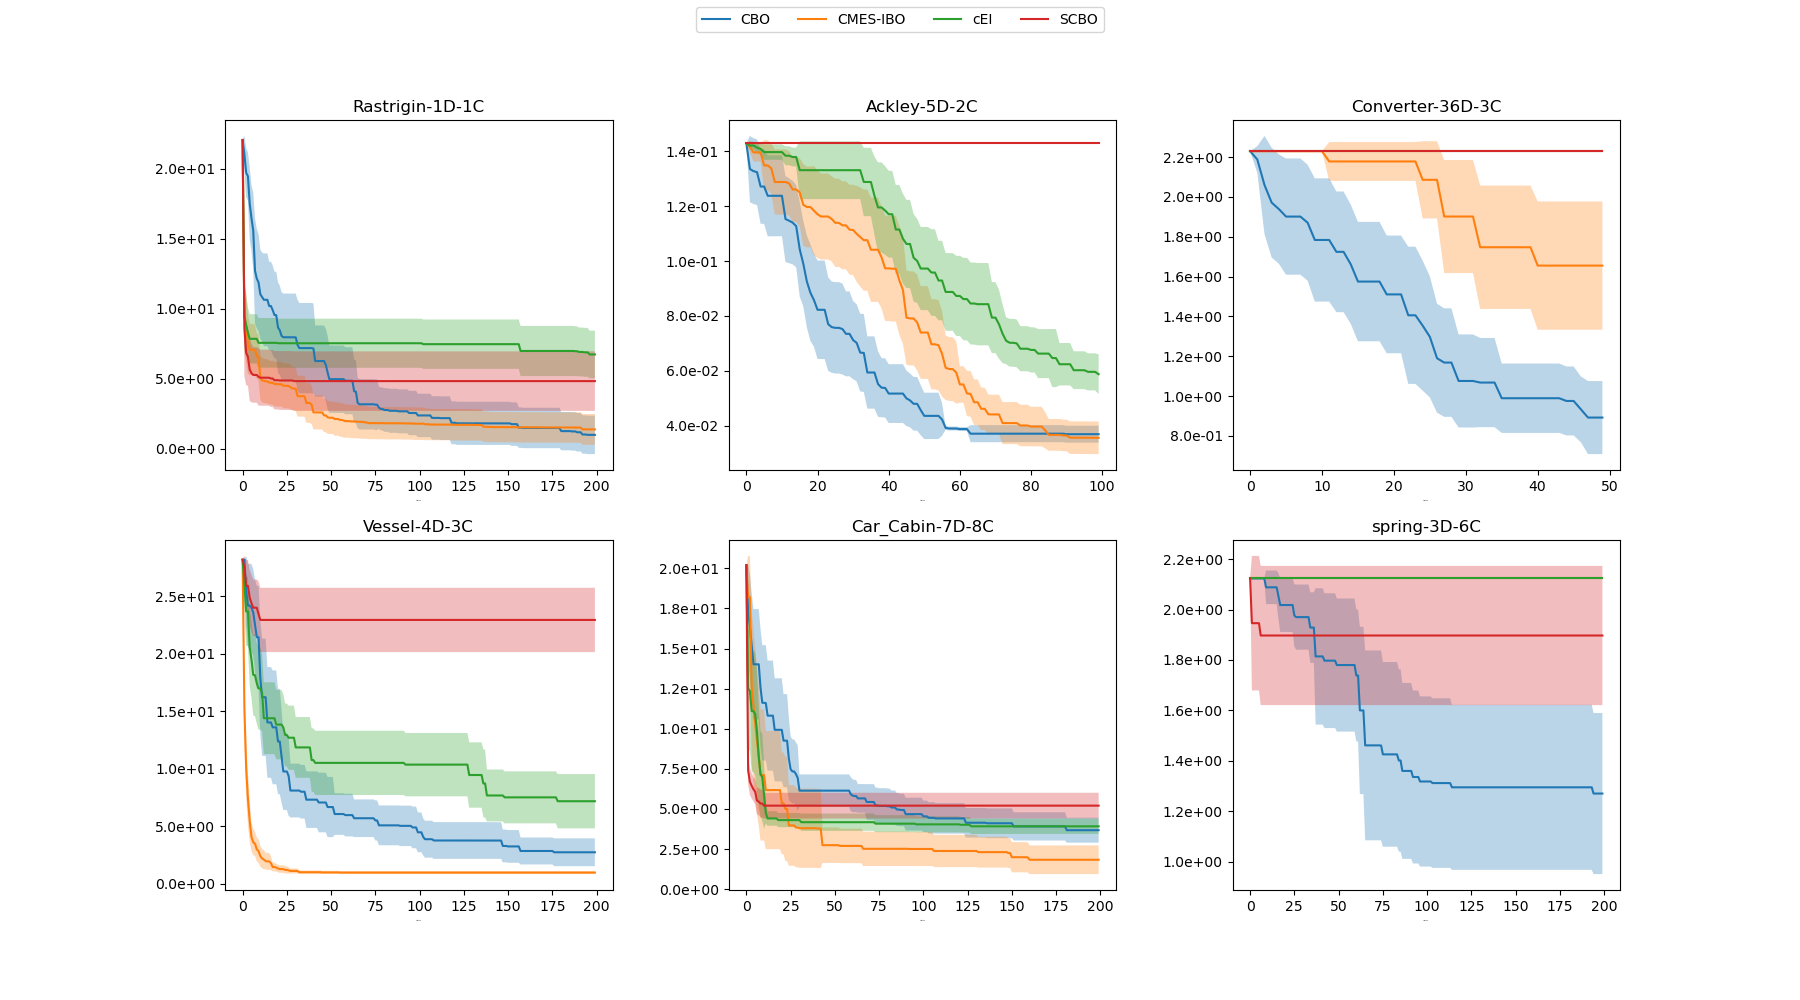 CBO CMES-IBO cEI SCBO
Rastrigin-1D-1C
2.0e+01
1.5e+01
1.0e+01
5.0e+00
0.0e+00
0 25 50 75 100 125 150 175 200
Ackley-5D-2C
1.4e-01
1.2e-01
1.0e-01
8.0e-02
6.0e-02
4.0e-02
0 20 40 60 80 100
Converter-36D-3C
2.2e+00
2.0e+00
1.8e+00
1.6e+00
1.4e+00
1.2e+00
1.0e+00
8.0e-01
0 10 20 30 40 50
Vessel-4D-3C
2.5e+01
2.0e+01
1.5e+01
1.0e+01
5.0e+00
0.0e+00
0 25 50 75 100 125 150 175 200
Car_Cabin-7D-8C
2.0e+01
1.8e+01
1.5e+01
1.2e+01
1.0e+01
7.5e+00
5.0e+00
2.5e+00
0.0e+00
0 25 50 75 100 125 150 175 200
spring-3D-6C
2.2e+00
2.0e+00
1.8e+00
1.6e+00
1.4e+00
1.2e+00
1.0e+00
0 25 50 75 100 125 150 175 200